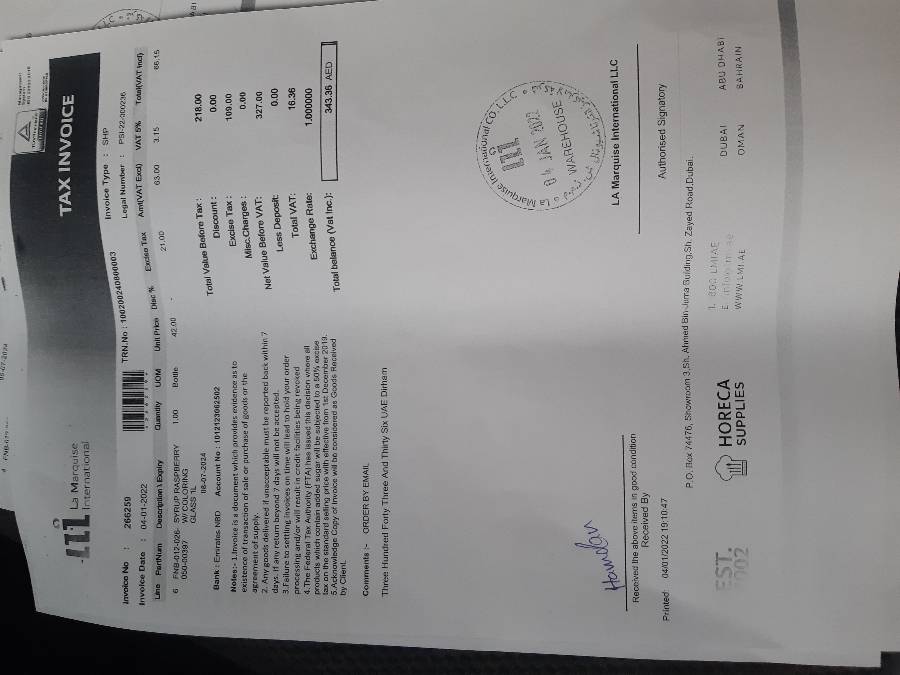 La Marquise
International
TAX INVOICE
Invoice No : 266259
TRN.No : 100200240800003
Invoice Type : SHP
Invoice Date : 04-01-2022
Legal Number : PSI-22-000236
Line PartNum Description \ Expiry Quantity UOM Unit Price Disc % Excise Tax Amt(VAT Excl) VAT 5% Total(VAT Incl)
6 FNB-012-026- SYRUP RASPBERRY 1.00 Bottle 42.00 - 21.00 63.00 3.15 66.15
050-00397 W/ COLORING
GLASS 1L
08-07-2024
Bank : Emirates NBD Account No : 1012123062502
Notes:- 1.Invoice is a document which provides evidence as to
existence of transaction of sale or purchase of goods or the
agreement of supply.
2. Any goods delivered if unacceptable must be reported back within 7
days. If any return beyond 7 days will not be accepted.
3.Failure to settling invoices on time will lead to hold your order
processing and/or will result in credit facilities being revoked
4.The Federal Tax Authority (FTA) has issued the decision where all
products which contain added sugar will be subjected to a 50% excise
tax on the standard selling price with effective from 1st December 2019.
5.Acknowledge Copy of Invoice will be considered as Goods Received
by Client.
Total Value Before Tax : 218.00
Discount : 0.00
Excise Tax : 109.00
Misc.Charges : 0.00
Net Value Before VAT: 327.00
Less Deposit: 0.00
Total VAT: 16.36
Exchange Rate: 1.000000
Total balance (Vat Inc.): 343.36 AED
Comments :- ORDER BY EMAIL
Three Hundred Forty Three And Thirty Six UAE Dirham
La Marquise International CO. L.L.C.
04 JAN 2022
WAREHOUSE
Hamdan
Received the above items in good condition
Received By
LA Marquise International LLC
Authorised Signatory
Printed: 04/01/2022 19:10:47
P.O. Box 74476, Showroom 3,Sh. Ahmed Bin Juma Building,Sh. Zayed Road,Dubai.
EST.
2002
HORECA
SUPPLIES
T. 800 LMI AE
WWW.LMI.AE
DUBAI ABU DHABI
OMAN BAHRAIN